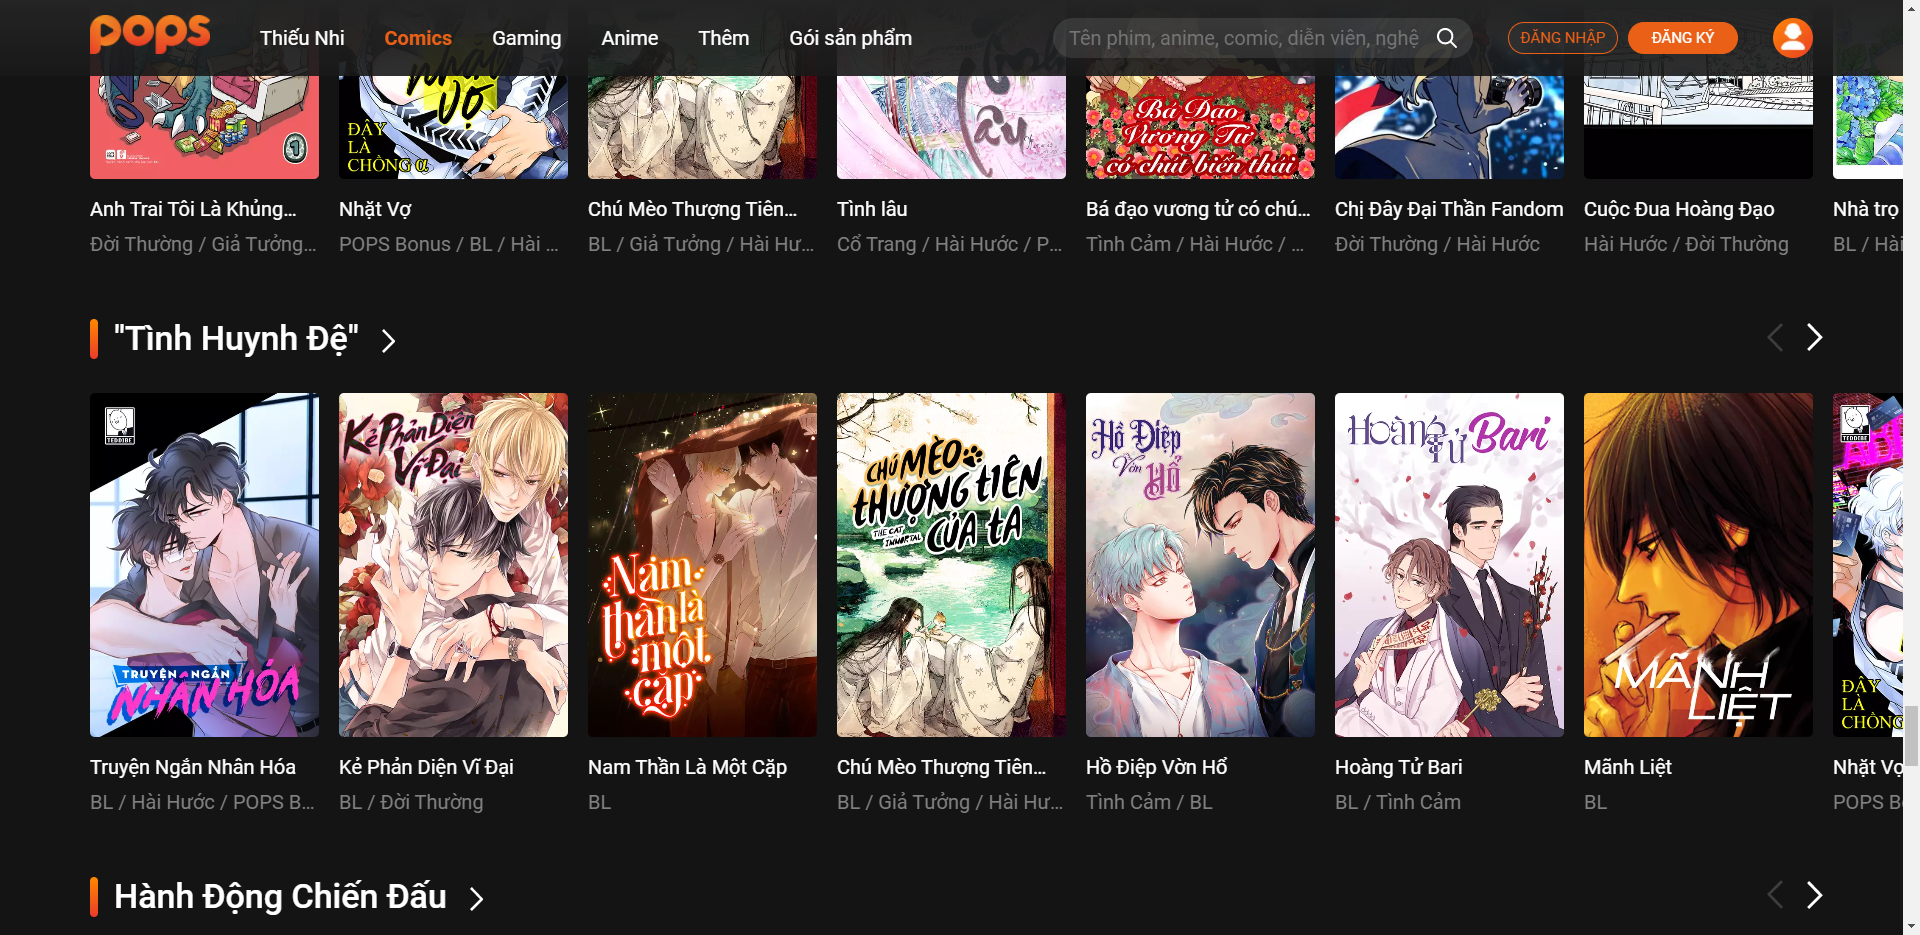 POPS
Thiếu Nhi
Comics
Gaming
Anime
Thêm
Gói sản phẩm
Tên phim, anime, comic, diễn viên, nghệ
ĐĂNG NHẬP
ĐĂNG KÝ
nhặt
vợ
ĐÂY
LÀ
CHỒNG α
1
lâu
Bá Đạo
Vương Tử
có chút biến thái
Anh Trai Tôi Là Khủng...
Nhặt Vợ
Chú Mèo Thượng Tiên...
Tình lâu
Bá đạo vương tử có chú...
Chị Đây Đại Thần Fandom
Cuộc Đua Hoàng Đạo
Nhà trọ
Đời Thường / Giả Tưởng...
POPS Bonus / BL / Hài ...
BL / Giả Tưởng / Hài Hư...
Cổ Trang / Hài Hước / P...
Tình Cảm / Hài Hước / ...
Đời Thường / Hài Hước
Hài Hước / Đời Thường
BL / Hài
"Tình Huynh Đệ"
TEDDIBE
TRUYỆN NGẮN
NHÂN HÓA
Kẻ Phản Diện
Vĩ Đại
Nam
thần là
một
cặp
CHÚ MÈO
THƯỢNG TIÊN
THE CAT
IMMORTAL
CỦA TA
Hồ Điệp
Vờn
Hổ
Hoàng
Tử
Bari
MÃNH
LIỆT
TEDDIBE
ĐÂY
LÀ
CHỒNG
Truyện Ngắn Nhân Hóa
Kẻ Phản Diện Vĩ Đại
Nam Thần Là Một Cặp
Chú Mèo Thượng Tiên...
Hồ Điệp Vờn Hổ
Hoàng Tử Bari
Mãnh Liệt
Nhặt Vợ
BL / Hài Hước / POPS B...
BL / Đời Thường
BL
BL / Giả Tưởng / Hài Hư...
Tình Cảm / BL
BL / Tình Cảm
BL
POPS B
Hành Động Chiến Đấu